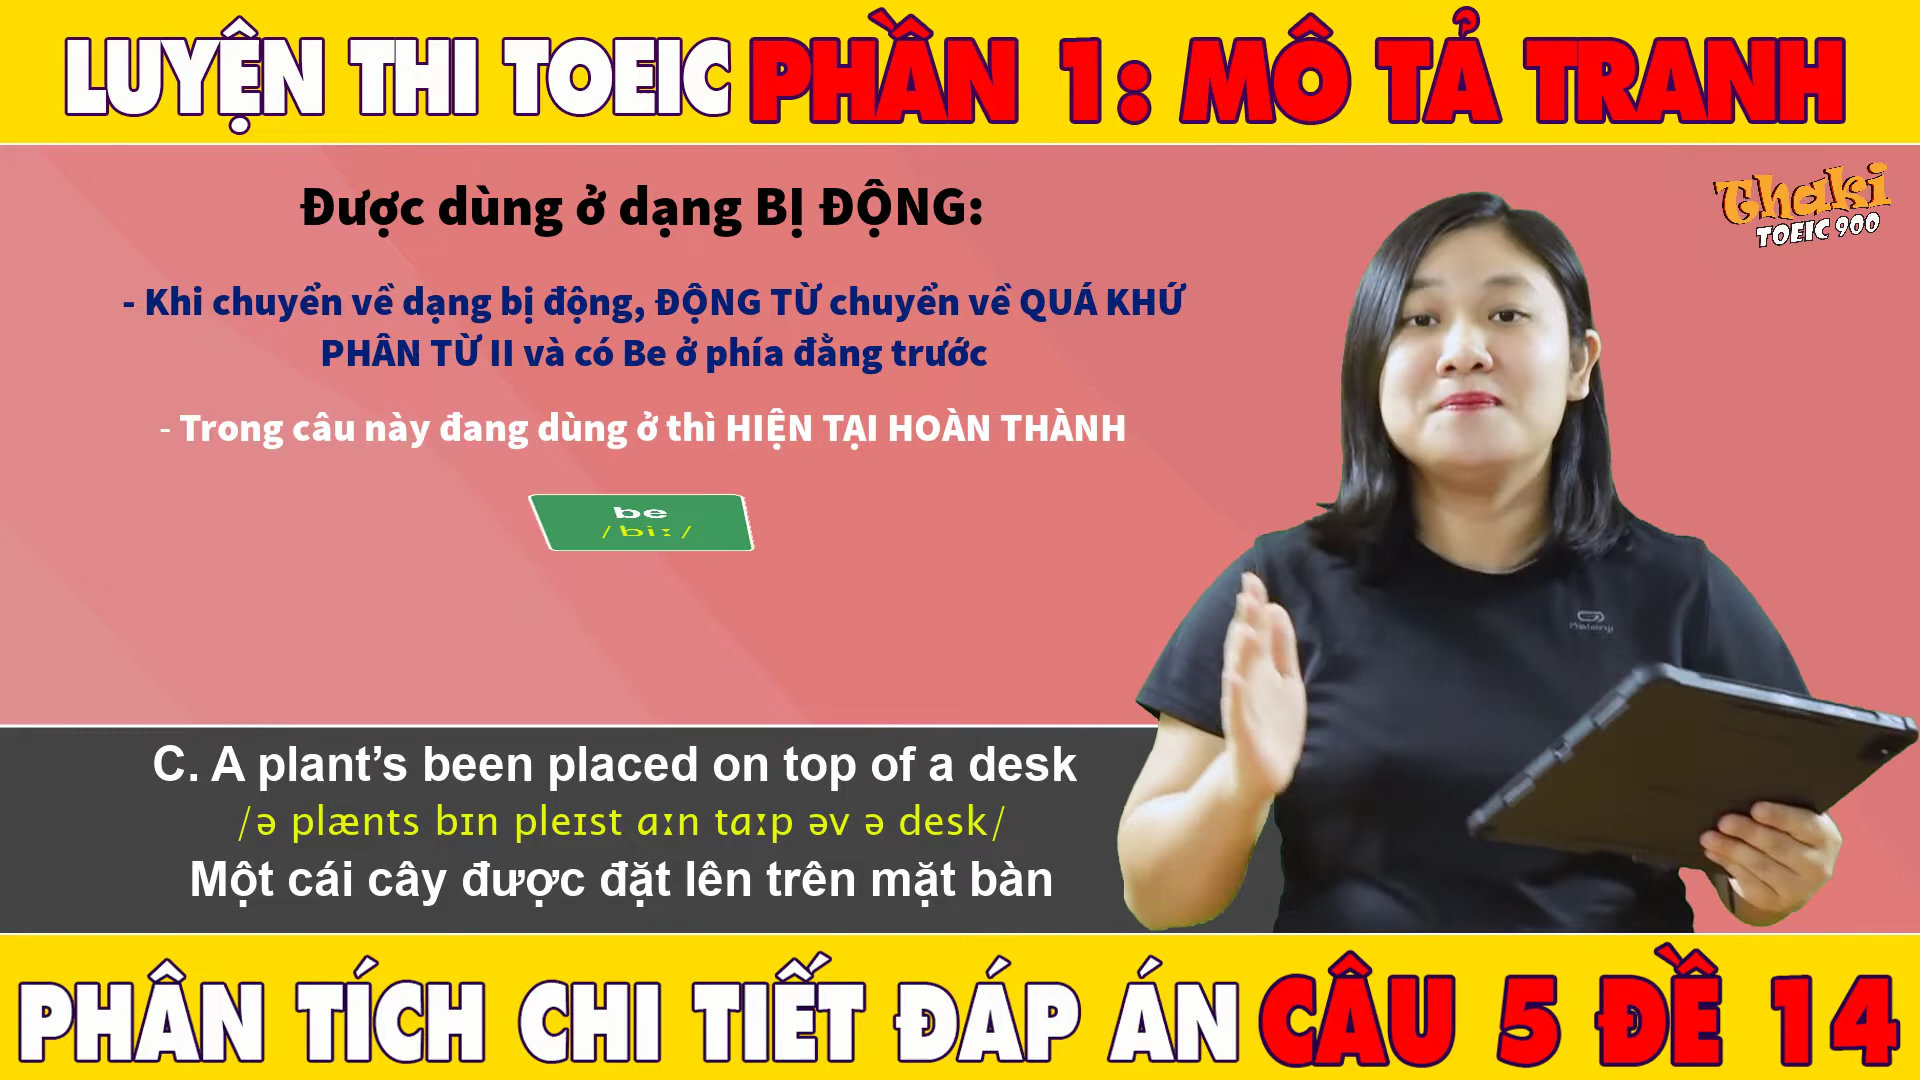 LUYỆN THI TOEIC PHẦN 1: MÔ TẢ TRANH
Thaki
TOEIC 900
Được dùng ở dạng BỊ ĐỘNG:
- Khi chuyển về dạng bị động, ĐỘNG TỪ chuyển về QUÁ KHỨ
PHÂN TỪ II và có Be ở phía đằng trước
- Trong câu này đang dùng ở thì HIỆN TẠI HOÀN THÀNH
be
/biː/
C. A plant’s been placed on top of a desk
/ə plænts bɪn pleɪst ɑːn tɑːp əv ə desk/
Một cái cây được đặt lên trên mặt bàn
PHÂN TÍCH CHI TIẾT ĐÁP ÁN CÂU 5 ĐỀ 14